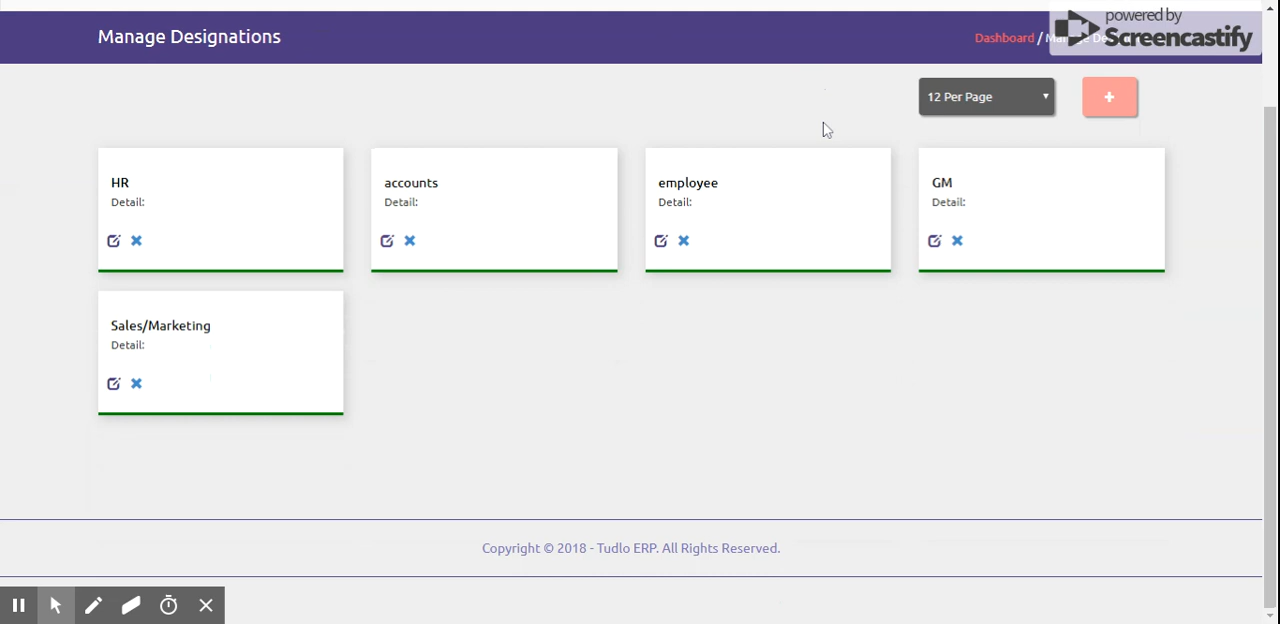 powered by
Screencastify
Manage Designations
Dashboard /
12 Per Page
+
HR
Detail:
accounts
Detail:
employee
Detail:
GM
Detail:
Sales/Marketing
Detail:
Copyright © 2018 - Tudlo ERP. All Rights Reserved.